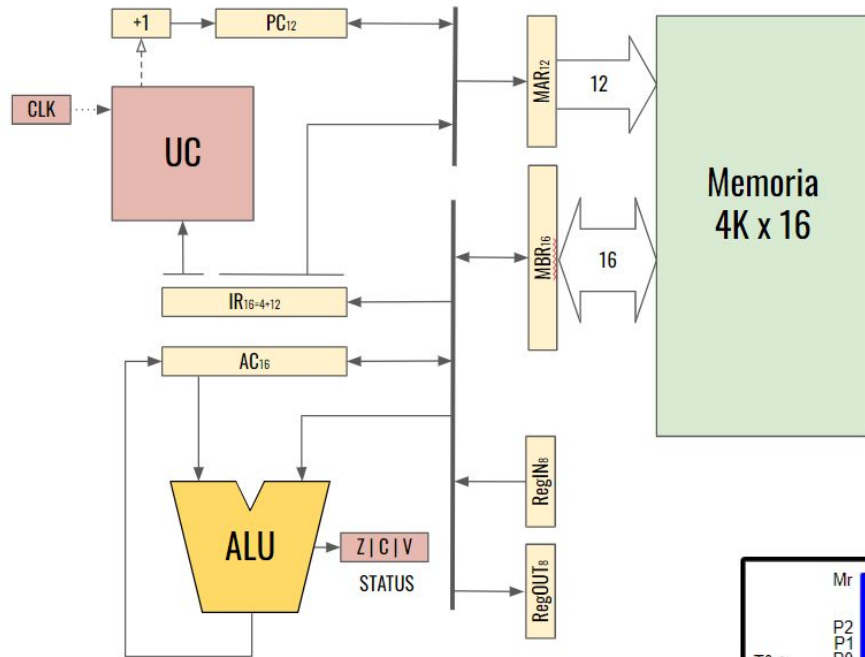 +1
PC12
CLK
UC
MAR12
12
Memoria
4K x 16
MBR16
16
IR16=4+12
AC16
ALU
Z | C | V
STATUS
RegIN8
RegOUT8
Mr
P2
P1